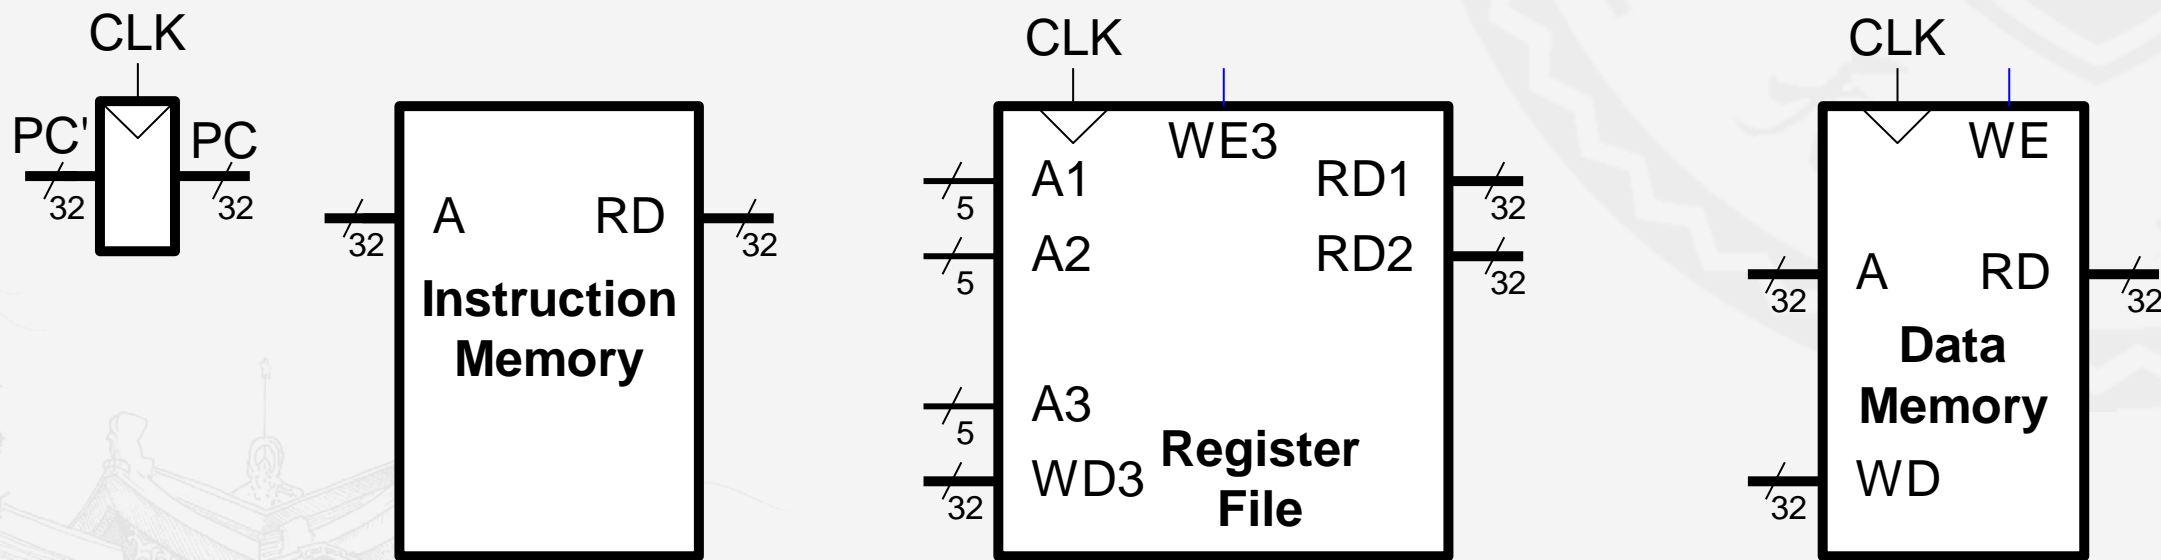 CLK
PC'
32
PC
32
32
A
RD
32
Instruction
Memory
CLK
WE3
5
A1
5
A2
5
A3
32
WD3
RD1
32
RD2
32
Register
File
CLK
WE
32
A
RD
32
Data
Memory
32
WD